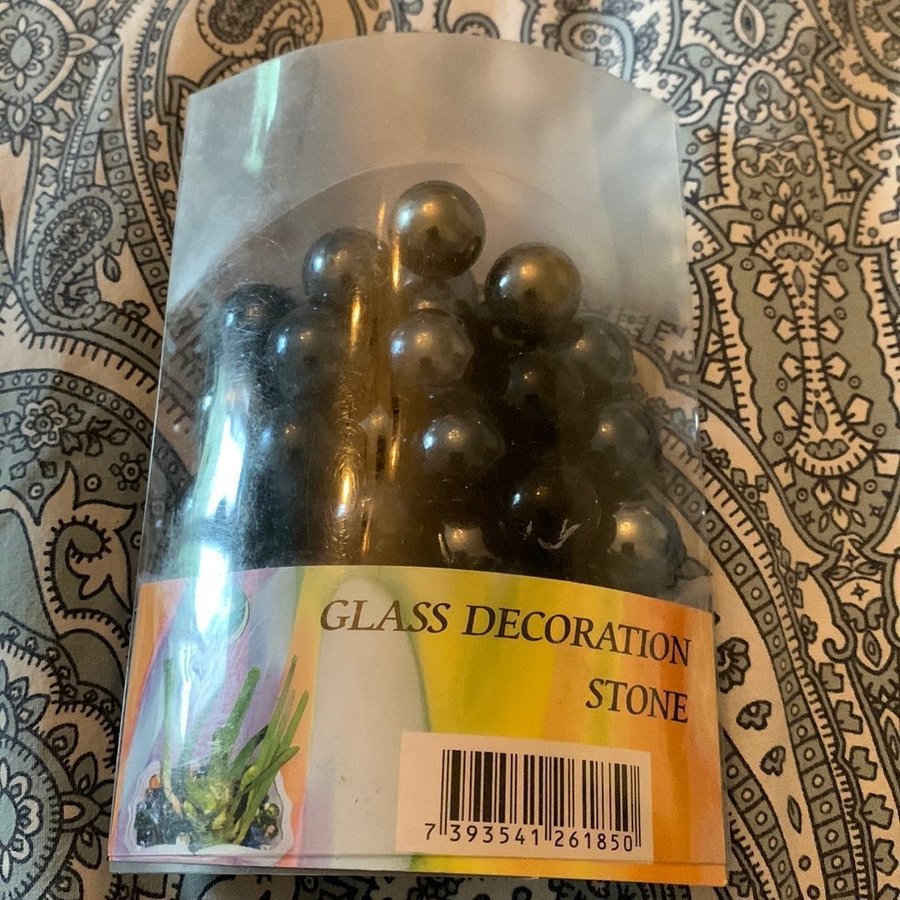 GLASS DECORATION
STONE
7 393541 261850